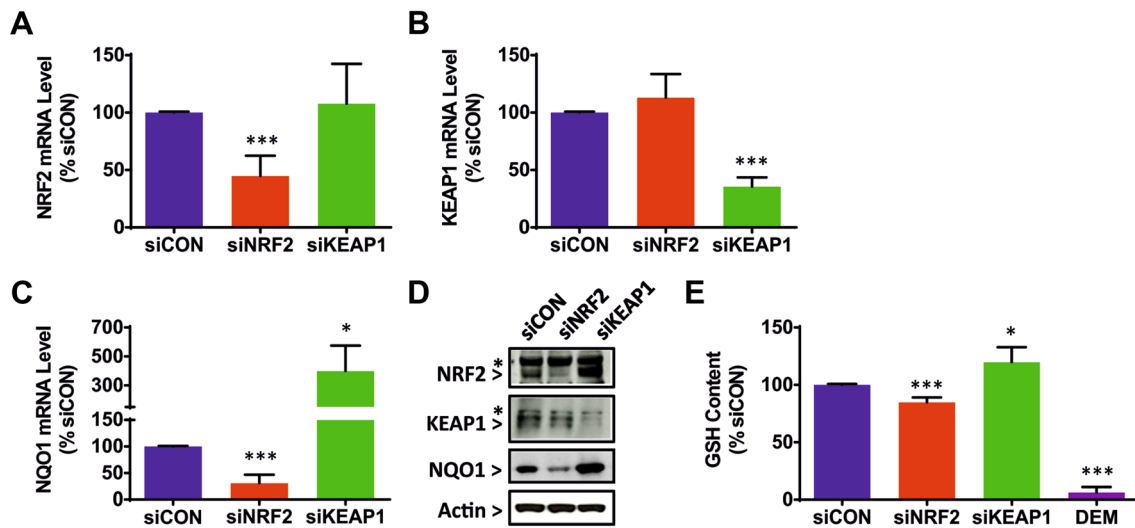 A
NRF2 mRNA Level
(% siCON)
150
100
50
0
***
siCON siNRF2 siKEAP1
B
KEAP1 mRNA Level
(% siCON)
150
100
50
0
***
siCON siNRF2 siKEAP1
C
NQO1 mRNA Level
(% siCON)
700
500
300
150
100
50
0
***
*
siCON siNRF2 siKEAP1
D
siCON siNRF2 siKEAP1
*
NRF2 >
*
KEAP1 >
NQO1 >
Actin >
E
GSH Content
(% siCON)
150
100
50
0
***
*
***
siCON siNRF2 siKEAP1 DEM